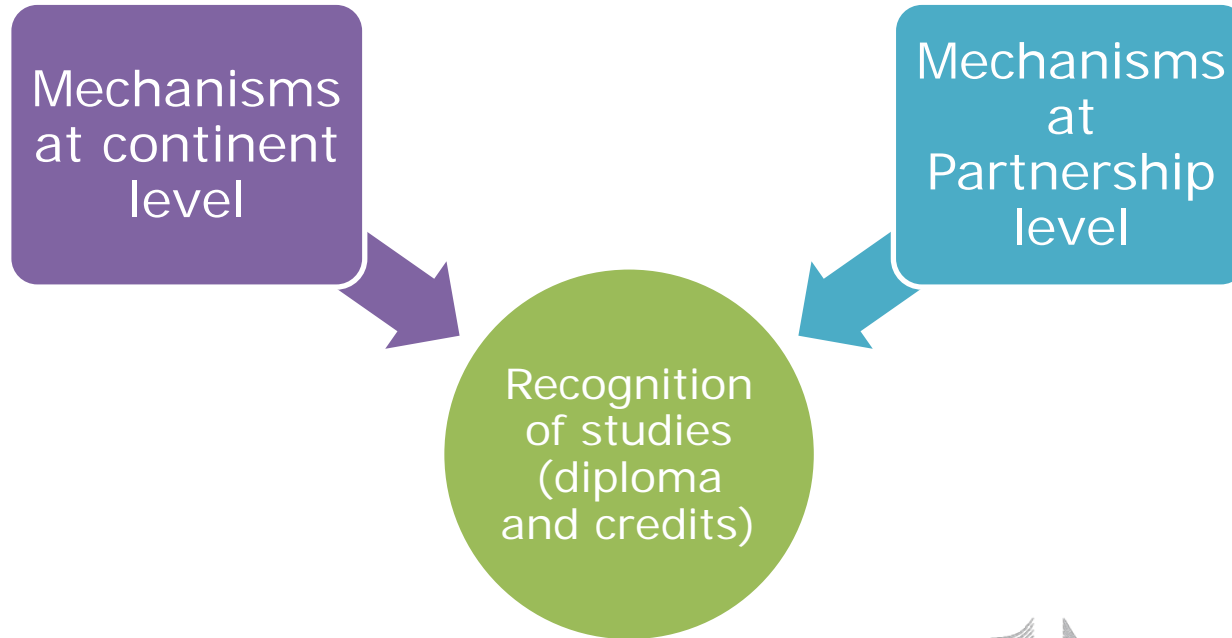 Mechanisms
at continent
level
Mechanisms
at
Partnership
level
Recognition
of studies
(diploma
and credits)